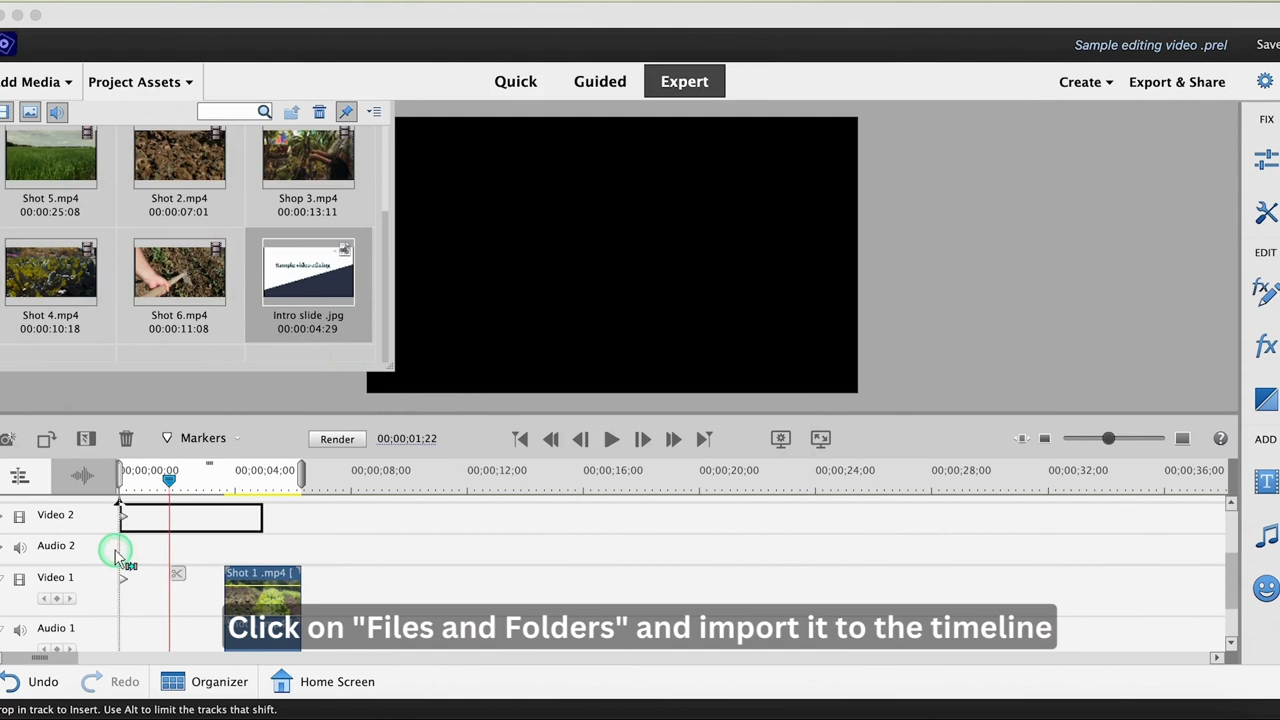 Sample editing video .prel
Save
dd Media
Project Assets
Quick
Guided
Expert
Create
Export & Share
FIX
Shot 5.mp4
00:00:25:08
Shot 2.mp4
00:00:07:01
Shop 3.mp4
00:00:13:11
Sample video editing
Shot 4.mp4
00:00:10:18
Shot 6.mp4
00:00:11:08
Intro slide .jpg
00:00:04:29
EDIT
fx
fx
ADD
T
Markers
Render
00;00;01;22
?
00;00;00;00
00;00;04;00
00;00;08;00
00;00;12;00
00;00;16;00
00;00;20;00
00;00;24;00
00;00;28;00
00;00;32;00
00;00;36;00
Video 2
Audio 2
Video 1
Shot 1 .mp4 [
Audio 1
Click on "Files and Folders" and import it to the timeline
Undo
Redo
Organizer
Home Screen
rop in track to Insert. Use Alt to limit the tracks that shift.